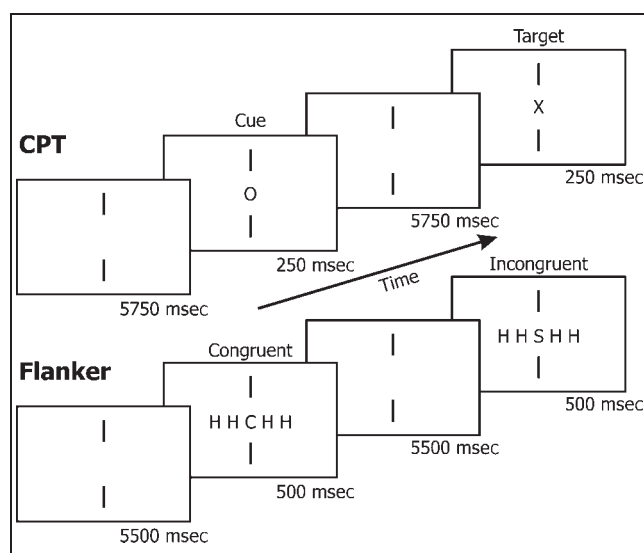 Target
X
Cue
CPT
O
250 msec
5750 msec
250 msec
5750 msec
Time
Incongruent
H H S H H
Congruent
Flanker
H H C H H
500 msec
5500 msec
500 msec
5500 msec